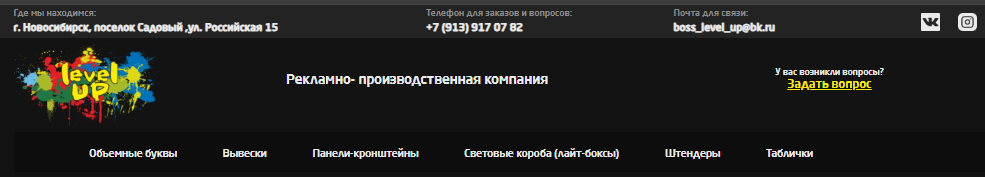 Где мы находимся:
г. Новосибирск, поселок Садовый ,ул. Российская 15
Телефон для заказов и вопросов:
+7 (913) 917 07 82
Почта для связи:
boss_level_up@bk.ru
level
UP
Рекламно- производственная компания
У вас возникли вопросы?
Задать вопрос
Объемные буквы
Вывески
Панели-кронштейны
Световые короба (лайт-боксы)
Штендеры
Таблички